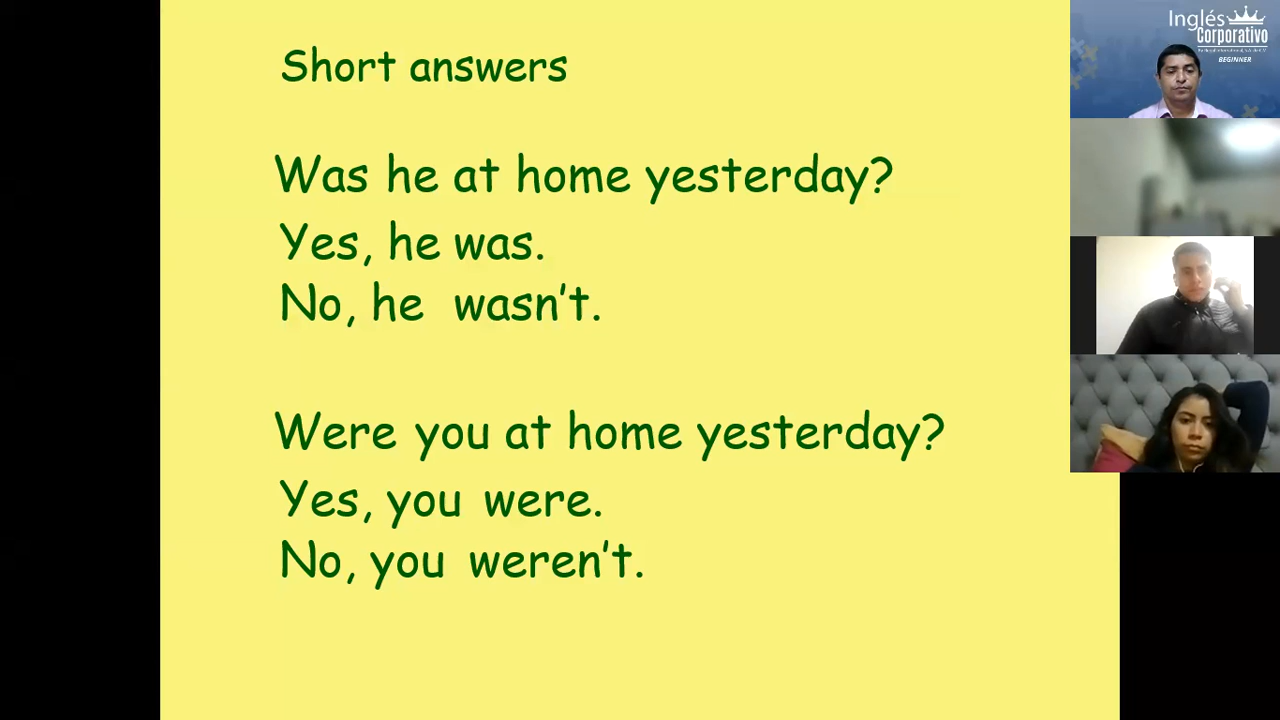 Short answers
Was he at home yesterday?
Yes, he was.
No, he wasn't.
Were you at home yesterday?
Yes, you were.
No, you weren't.
Inglés
Corporativo
BEGINNER